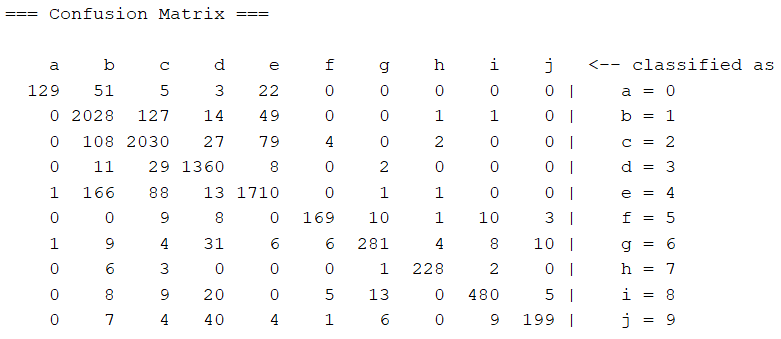 === Confusion Matrix ===
a b c d e f g h i j <-- classified as
129 51 5 3 22 0 0 0 0 0 | a = 0
0 2028 127 14 49 0 0 1 1 0 | b = 1
0 108 2030 27 79 4 0 2 0 0 | c = 2
0 11 29 1360 8 0 2 0 0 0 | d = 3
1 166 88 13 1710 0 1 1 0 0 | e = 4
0 0 9 8 0 169 10 1 10 3 | f = 5
1 9 4 31 6 6 281 4 8 10 | g = 6
0 6 3 0 0 0 1 228 2 0 | h = 7
0 8 9 20 0 5 13 0 480 5 | i = 8
0 7 4 40 4 1 6 0 9 199 | j = 9